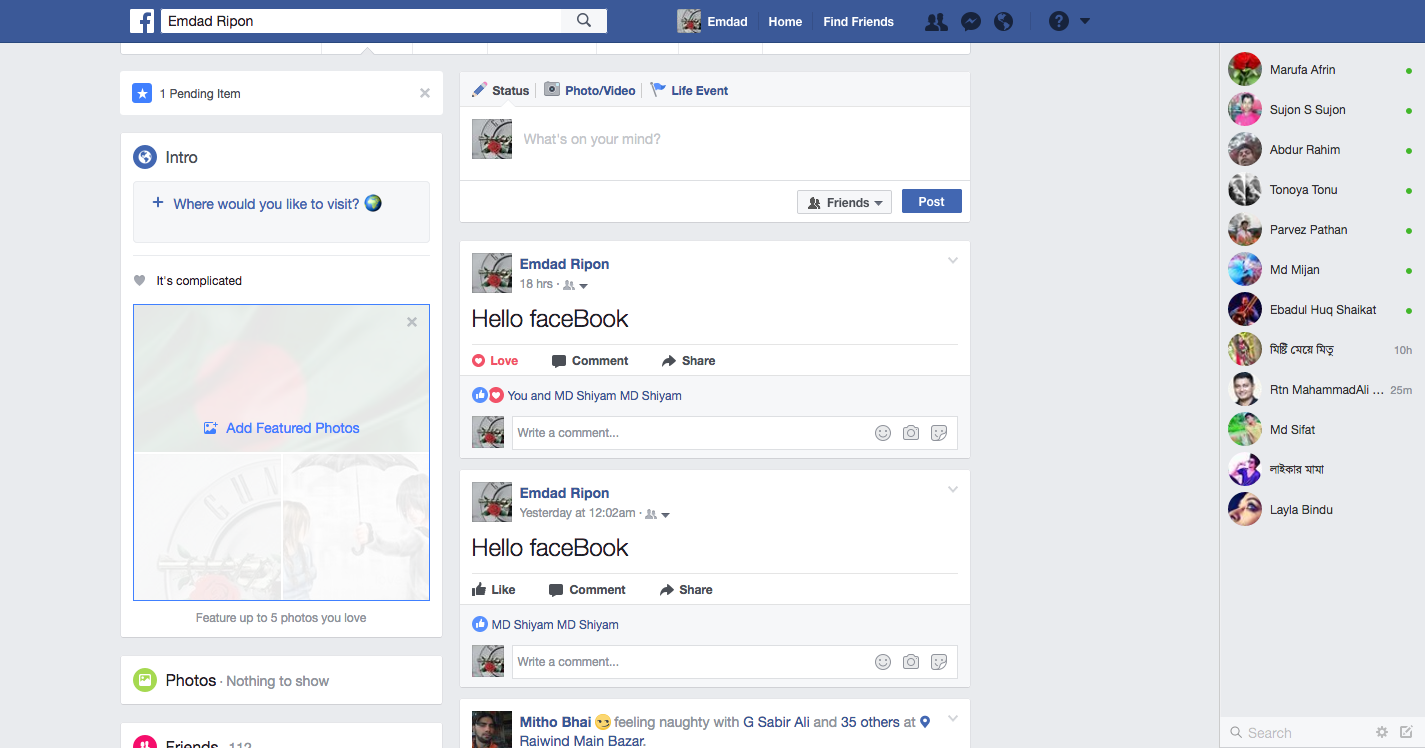 f
Emdad Ripon
Emdad Home Find Friends ?
1 Pending Item
Intro
+ Where would you like to visit?
It's complicated
Add Featured Photos
Feature up to 5 photos you love
Photos · Nothing to show
Friends · 112
Status Photo/Video Life Event
What's on your mind?
Friends Post
Emdad Ripon
18 hrs ·
Hello faceBook
Love Comment Share
You and MD Shiyam MD Shiyam
Write a comment...
Emdad Ripon
Yesterday at 12:02am ·
Hello faceBook
Like Comment Share
MD Shiyam MD Shiyam
Write a comment...
Mitho Bhai feeling naughty with G Sabir Ali and 35 others at
Raiwind Main Bazar.
Marufa Afrin
Sujon S Sujon
Abdur Rahim
Tonoya Tonu
Parvez Pathan
Md Mijan
Ebadul Huq Shaikat
মিষ্টি মেয়ে মিতু 10h
Rtn MahammadAli ... 25m
Md Sifat
লাইকার মামা
Layla Bindu
Search